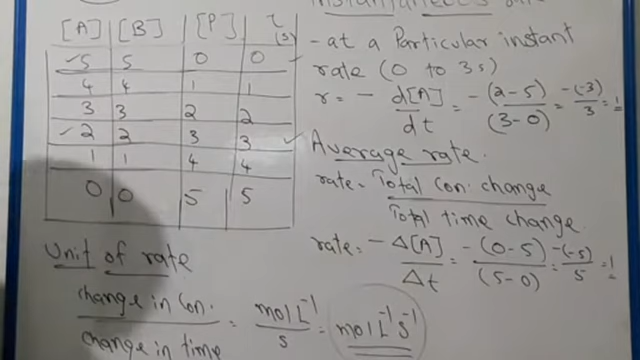 [A] [B] [P] t (s)
5 5 0 0
4 4 1 1
3 3 2 2
2 2 3 3
1 1 4 4
0 0 5 5
Unit of rate
change in Con. / change in time = mol L⁻¹ / s = mol L⁻¹ s⁻¹
Instantaneous
- at a Particular instant
rate (0 to 3s)
r = - d[A] / dt = -(2-5) / (3-0) = -(-3) / 3 = 1
Average rate.
rate = Total Con. change / Total time change.
rate = -Δ[A] / Δt = -(0-5) / (5-0) = -(-5) / 5 = 1